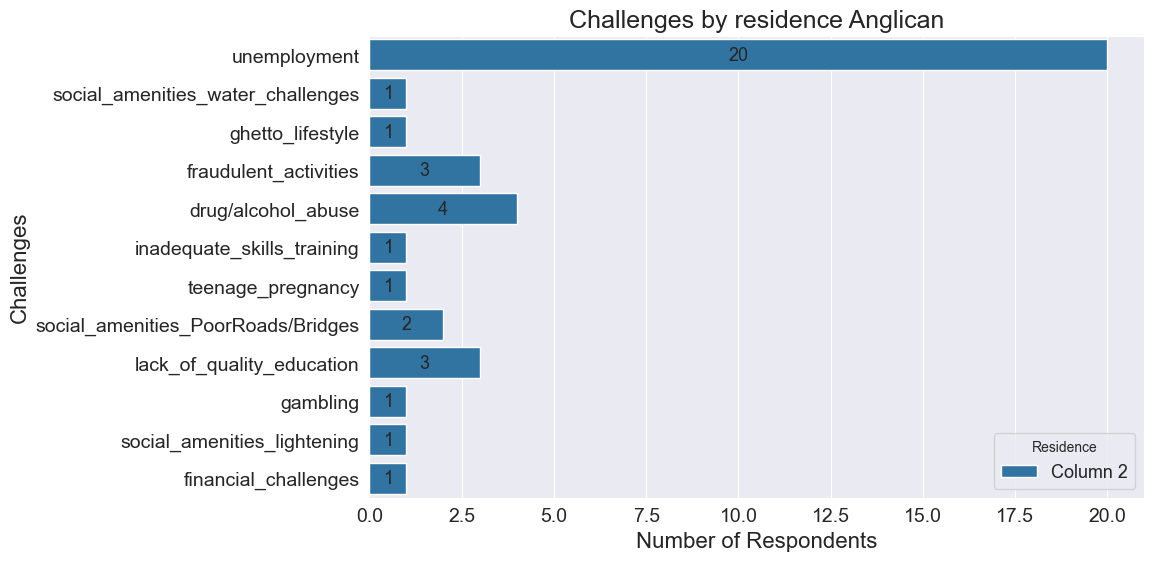 Challenges by residence Anglican
Challenges
unemployment 20
social_amenities_water_challenges 1
ghetto_lifestyle 1
fraudulent_activities 3
drug/alcohol_abuse 4
inadequate_skills_training 1
teenage_pregnancy 1
social_amenities_PoorRoads/Bridges 2
lack_of_quality_education 3
gambling 1
social_amenities_lightening 1
financial_challenges 1
Residence
Column 2
0.0 2.5 5.0 7.5 10.0 12.5 15.0 17.5 20.0
Number of Respondents